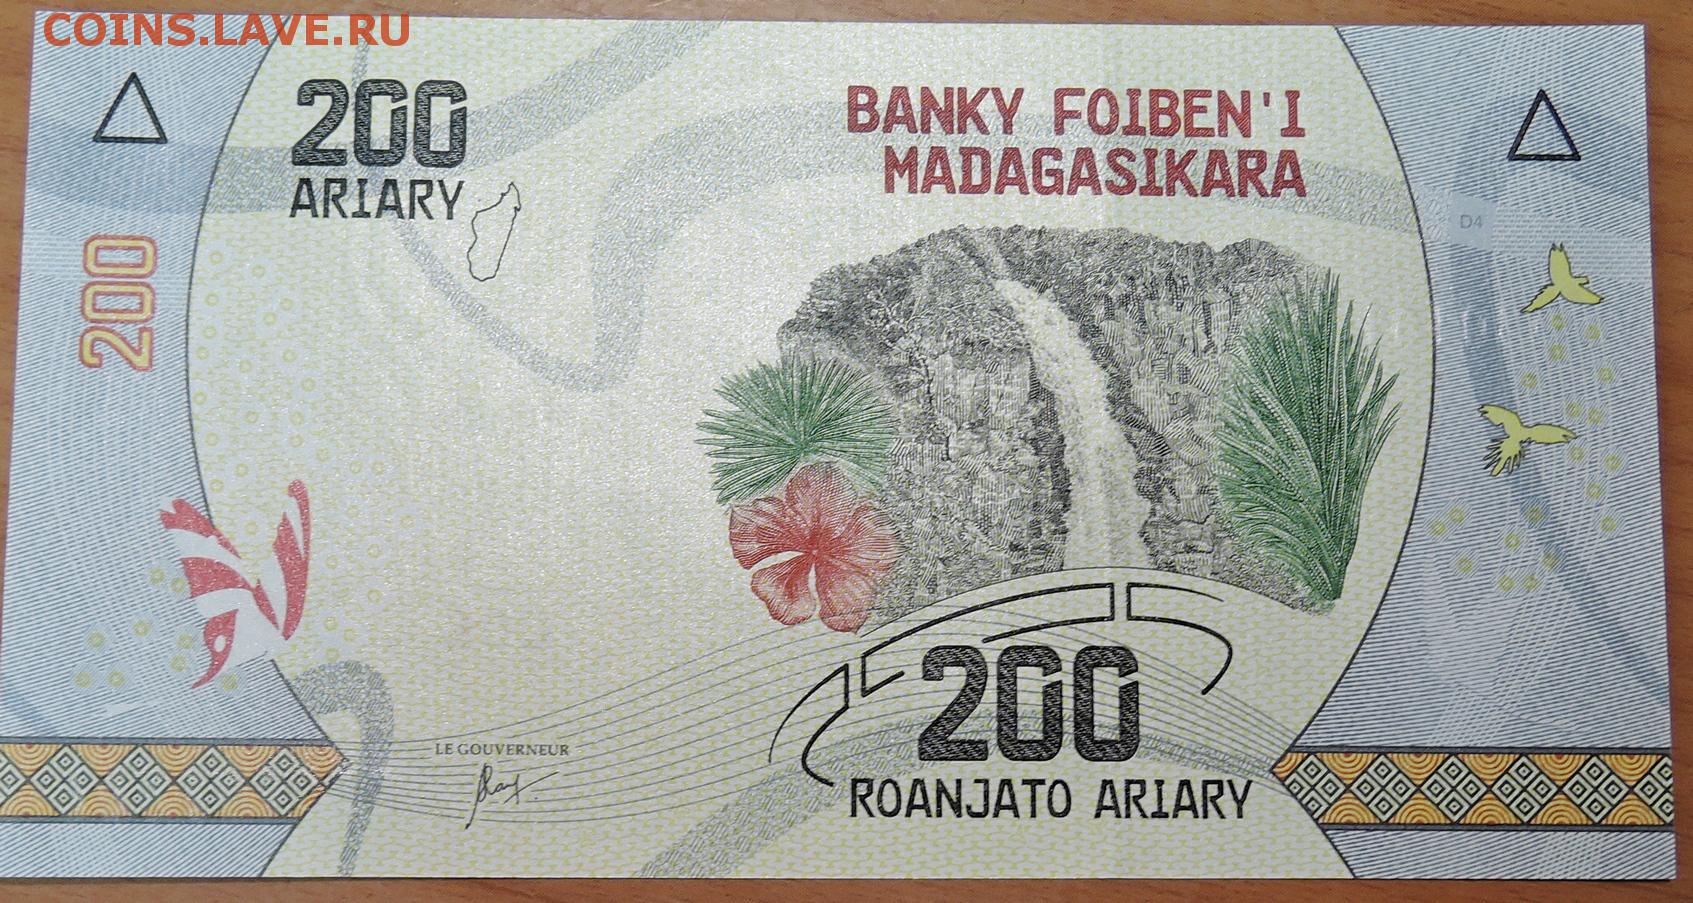 COINS.LAVE.RU
200
ARIARY
BANKY FOIBEN'I
MADAGASIKARA
D4
200
LE GOUVERNEUR
200
ROANJATO ARIARY